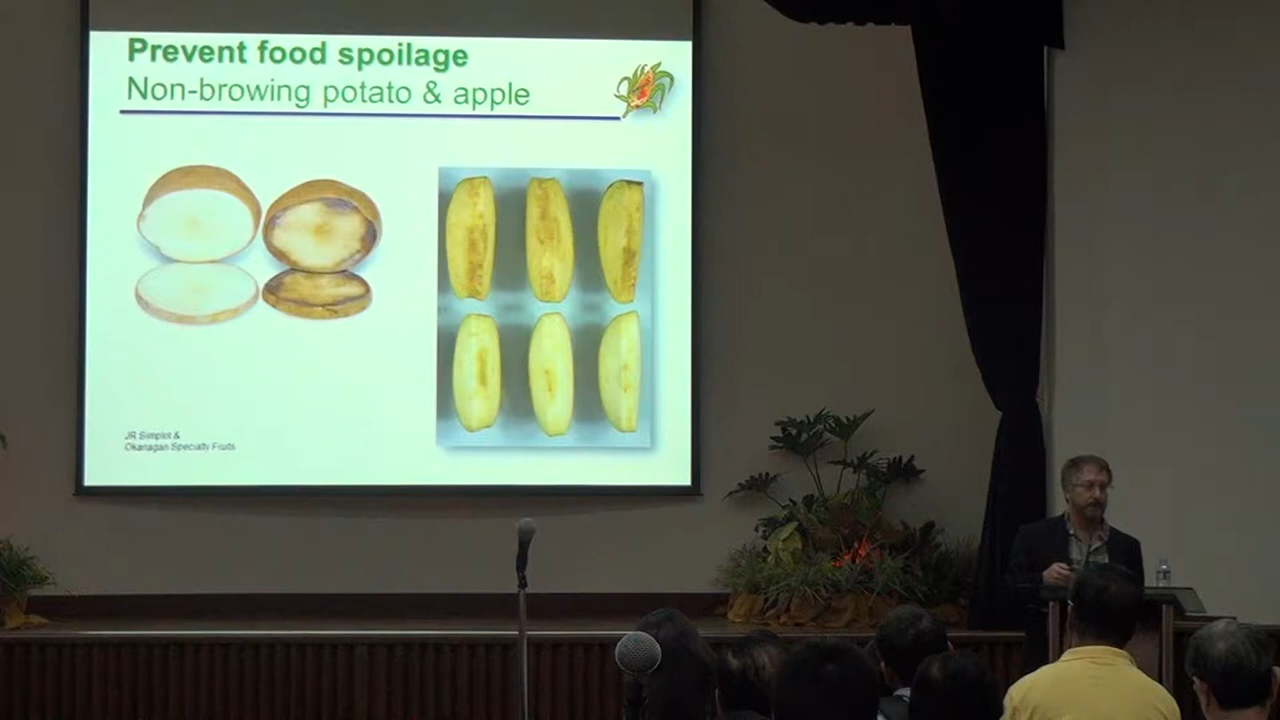 Prevent food spoilage
Non-browing potato & apple
JR Simplot &
Okanagan Specialty Fruits